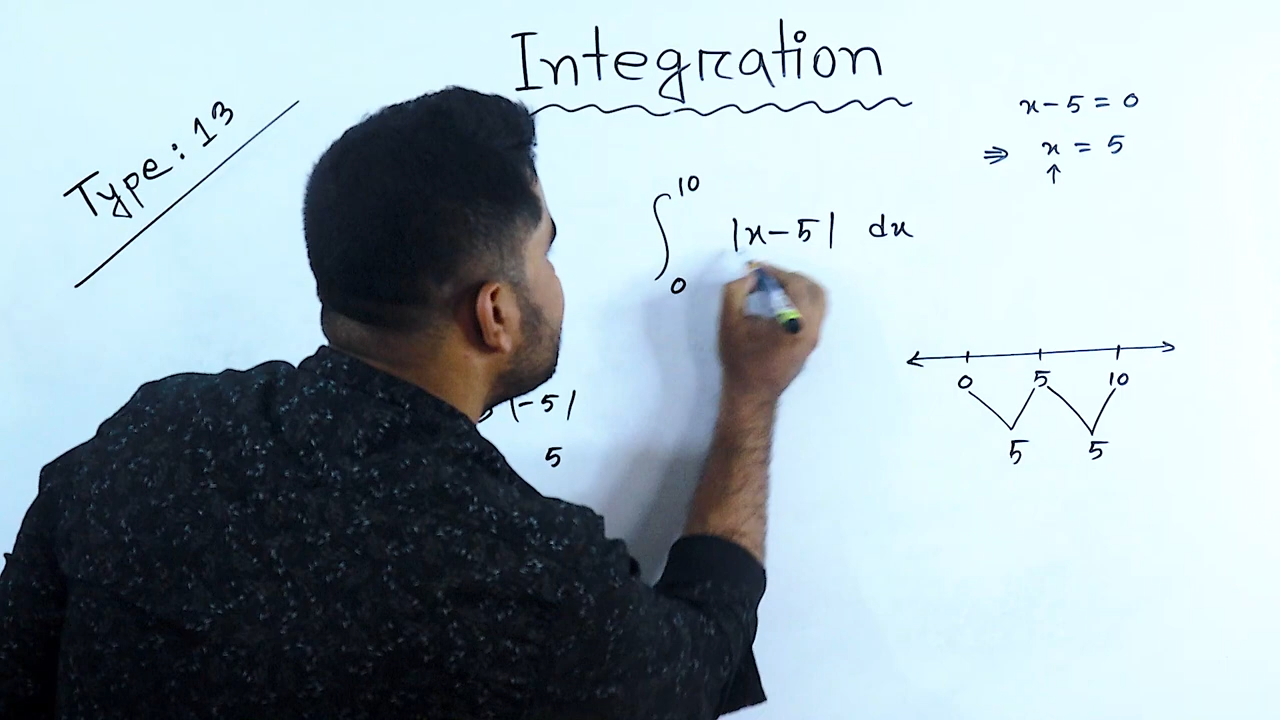 Integration
Type: 13
x-5=0
⇒ x = 5
↑
∫₀¹⁰ |x-5| dx
0 5 10
5 5
|-5|
5